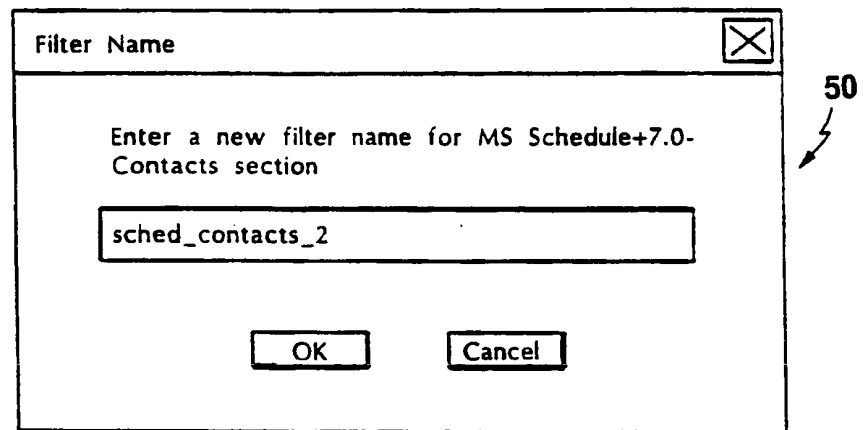 Filter Name
50
Enter a new filter name for MS Schedule+7.0-
Contacts section
sched_contacts_2
OK
Cancel